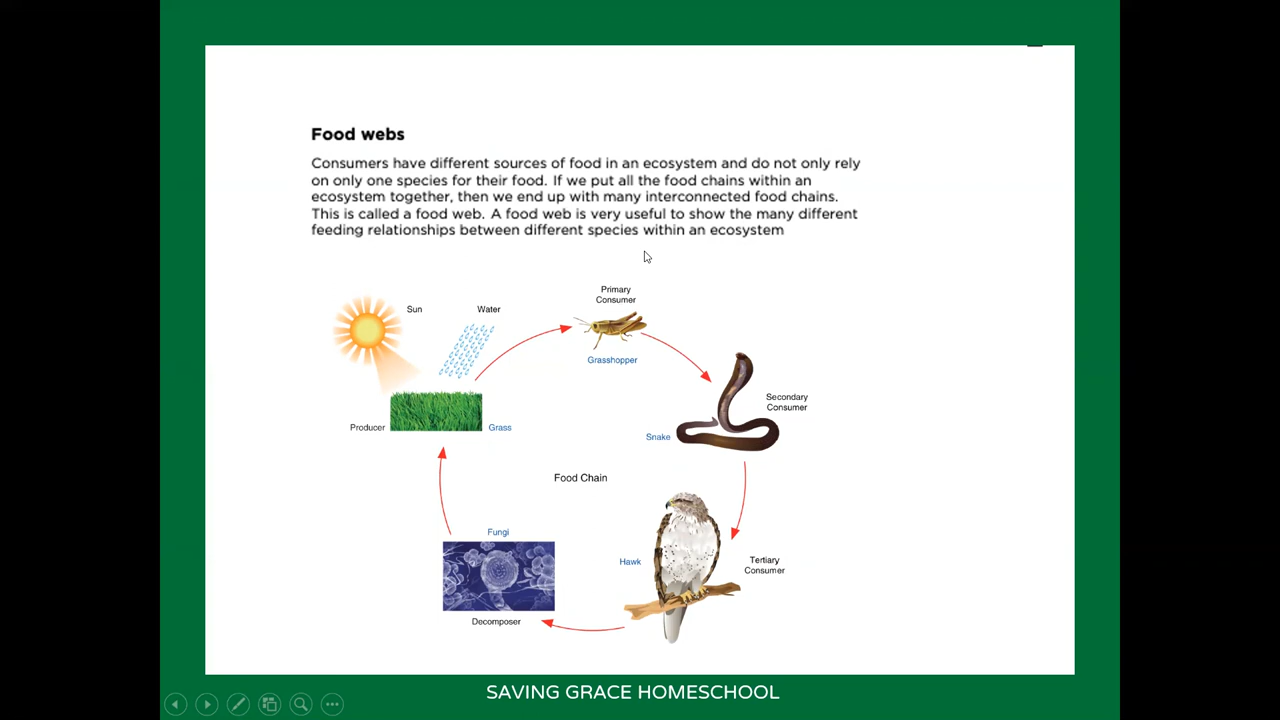 Food webs
Consumers have different sources of food in an ecosystem and do not only rely
on only one species for their food. If we put all the food chains within an
ecosystem together, then we end up with many interconnected food chains.
This is called a food web. A food web is very useful to show the many different
feeding relationships between different species within an ecosystem
Primary
Consumer
Sun
Water
Grasshopper
Secondary
Consumer
Producer
Grass
Snake
Food Chain
Fungi
Hawk
Tertiary
Consumer
Decomposer
SAVING GRACE HOMESCHOOL